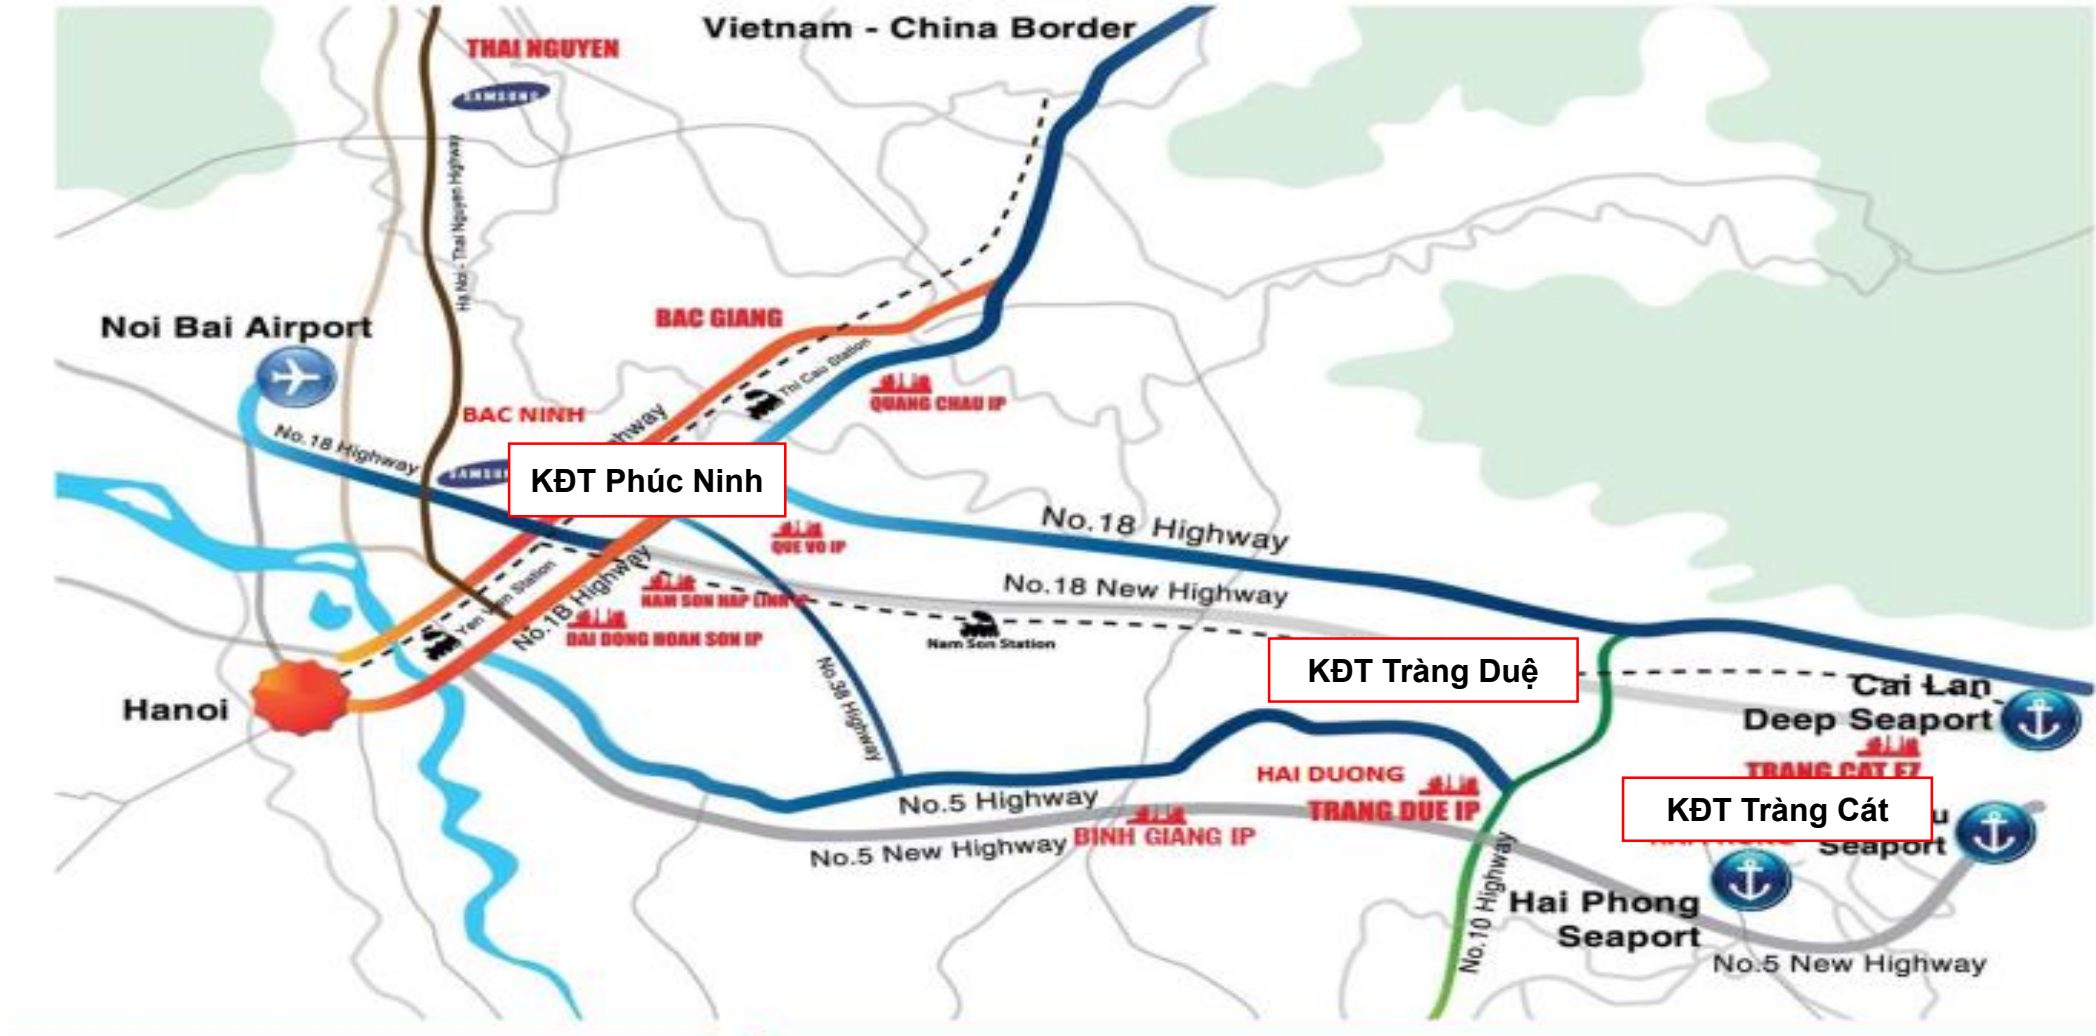 Vietnam - China Border
THAI NGUYEN
SAMSUNG
Ha Noi - Thai Nguyen Highway
Noi Bai Airport
BAC GIANG
Thi Cau Station
QUANG CHAU IP
BAC NINH
No.18 Highway
KĐT Phúc Ninh
QUE VO IP
No.18 Highway
No.18 New Highway
NAM SON HAP LINH IP
No.1B Highway
DAI DONG HOAN SON IP
Nam Son Station
Yen
Station
KĐT Tràng Duệ
No.38 Highway
Hanoi
Cai Lan
Deep Seaport
TRANG CAT EZ
HAI DUONG
TRANG DUE IP
KĐT Tràng Cát
No.5 Highway
BINH GIANG IP
No.5 New Highway
Seaport
No.10 Highway
Hai Phong
Seaport
No.5 New Highway